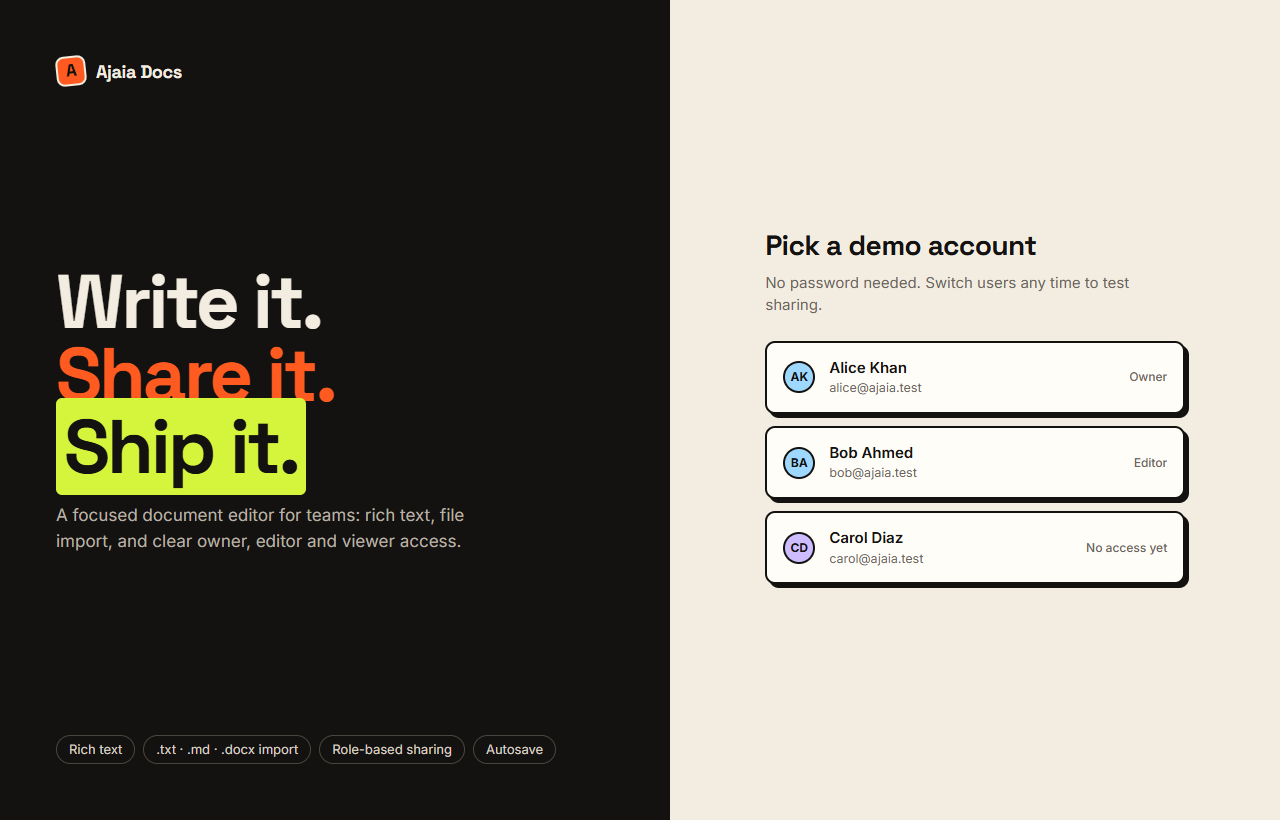 A
Ajaia Docs
Write it.
Share it.
Ship it.
A focused document editor for teams: rich text, file
import, and clear owner, editor and viewer access.
Rich text
.txt · .md · .docx import
Role-based sharing
Autosave
Pick a demo account
No password needed. Switch users any time to test
sharing.
AK
Alice Khan
alice@ajaia.test
Owner
BA
Bob Ahmed
bob@ajaia.test
Editor
CD
Carol Diaz
carol@ajaia.test
No access yet